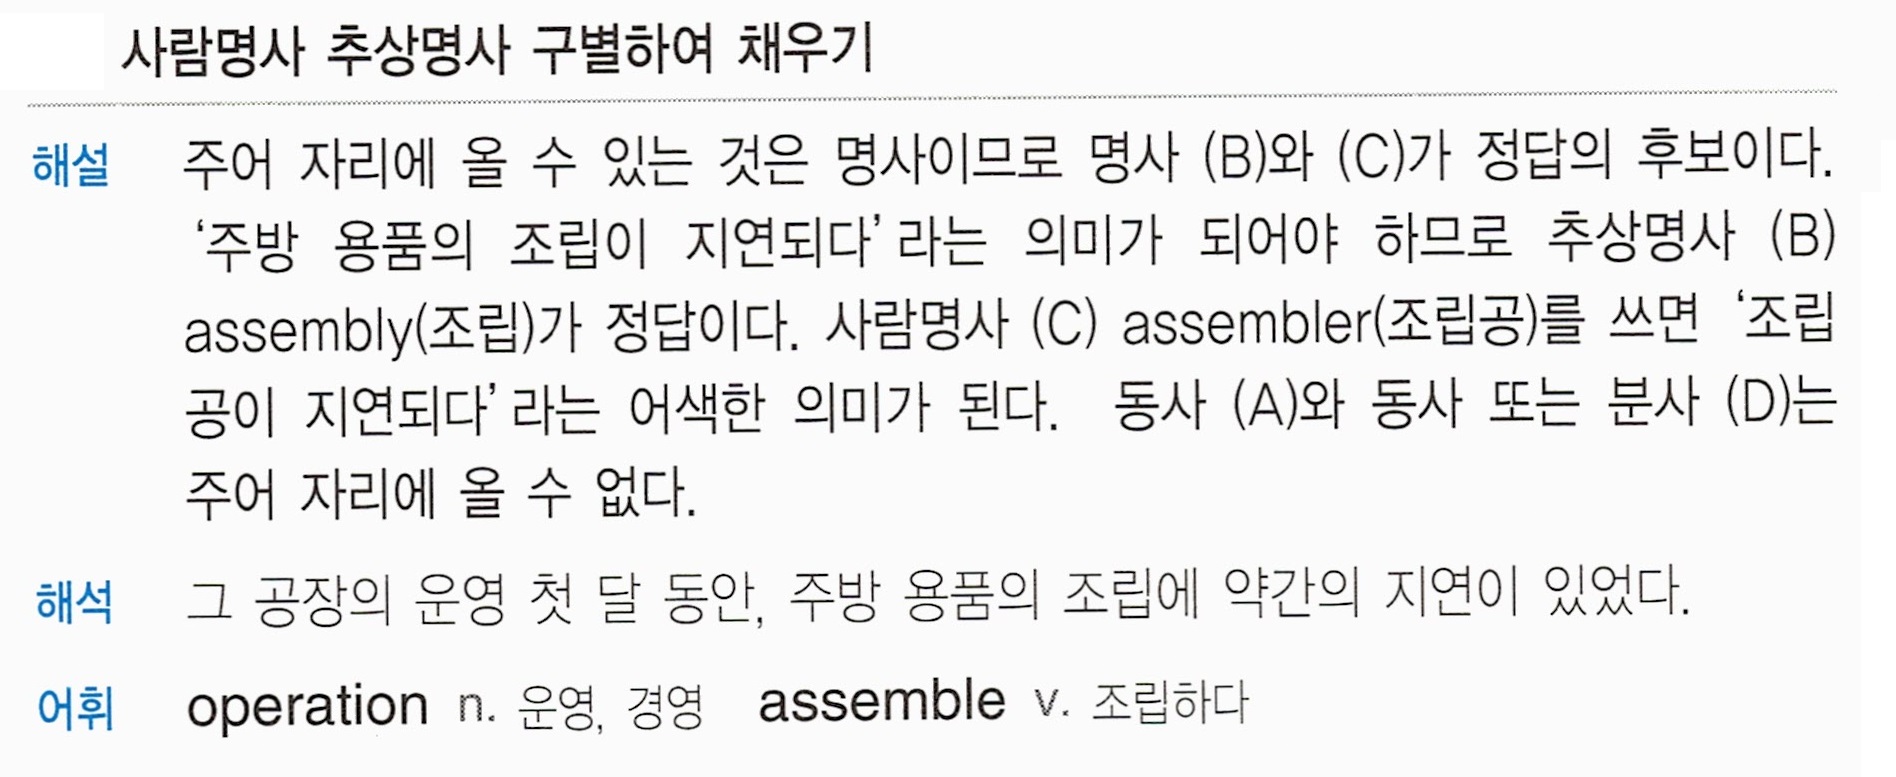 사람명사 추상명사 구별하여 채우기
해설 주어 자리에 올 수 있는 것은 명사이므로 명사 (B)와 (C)가 정답의 후보이다.
‘주방 용품의 조립이 지연되다’라는 의미가 되어야 하므로 추상명사 (B)
assembly(조립)가 정답이다. 사람명사 (C) assembler(조립공)를 쓰면 ‘조립
공이 지연되다’라는 어색한 의미가 된다. 동사 (A)와 동사 또는 분사 (D)는
주어 자리에 올 수 없다.
해석 그 공장의 운영 첫 달 동안, 주방 용품의 조립에 약간의 지연이 있었다.
어휘 operation n. 운영, 경영 assemble v. 조립하다